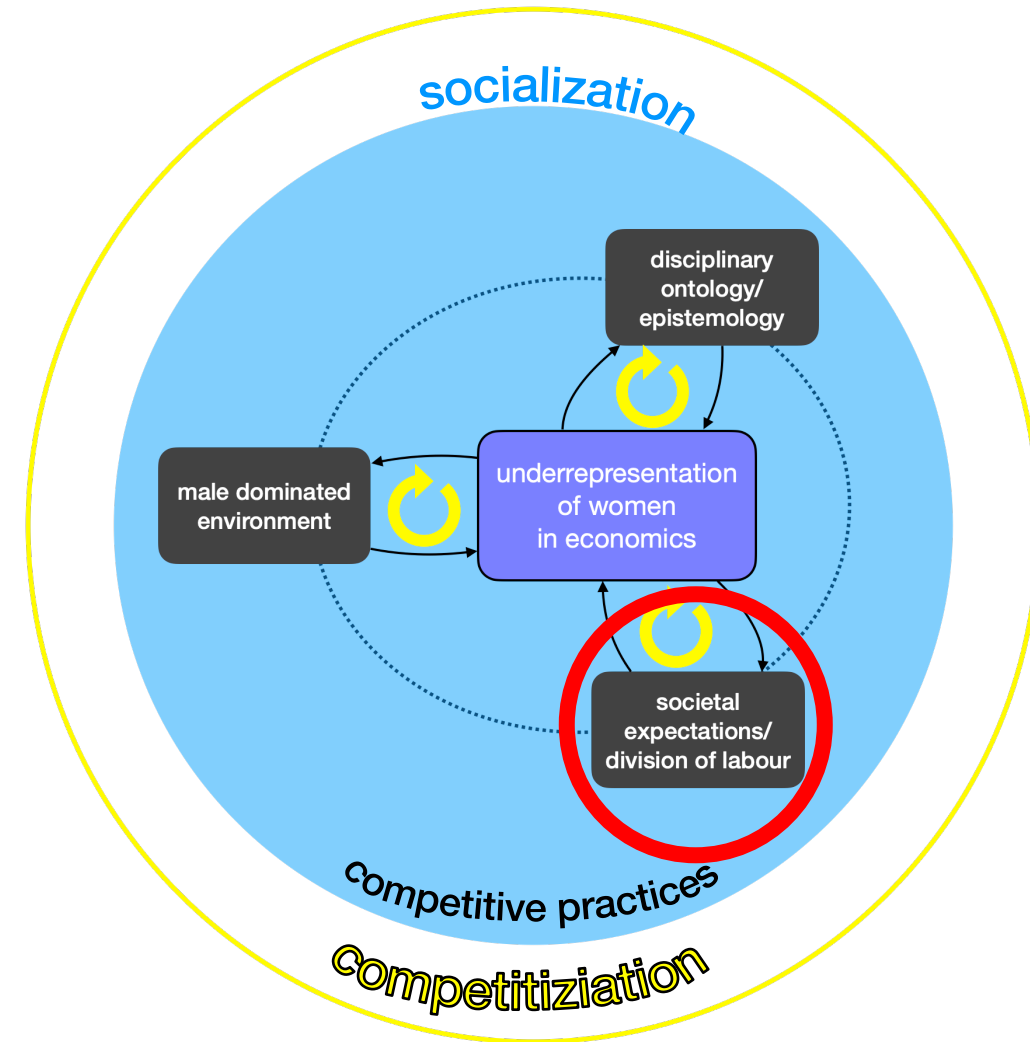 socialization
disciplinary
ontology/
epistemology
male dominated
environment
underrepresentation
of women
in economics
societal
expectations/
division of labour
competitive practices
competitiziation